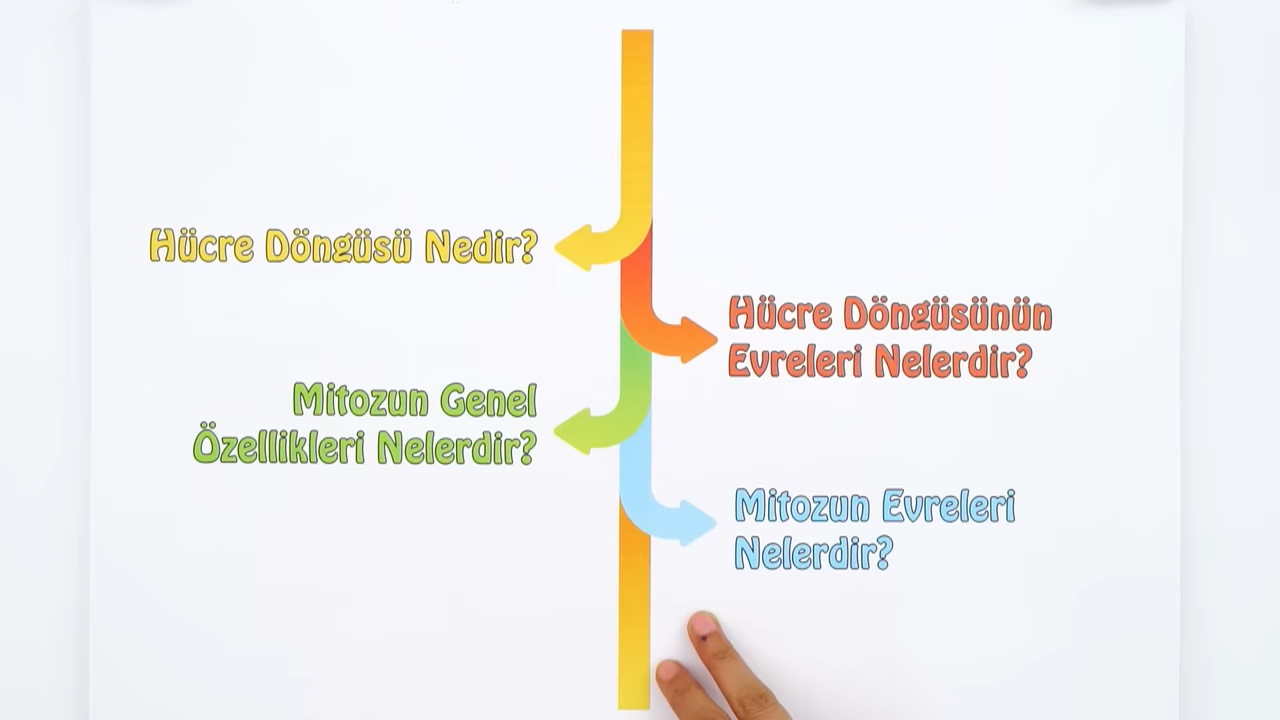 Hücre Döngüsü Nedir?
Hücre Döngüsünün
Evreleri Nelerdir?
Mitozun Genel
Özellikleri Nelerdir?
Mitozun Evreleri
Nelerdir?